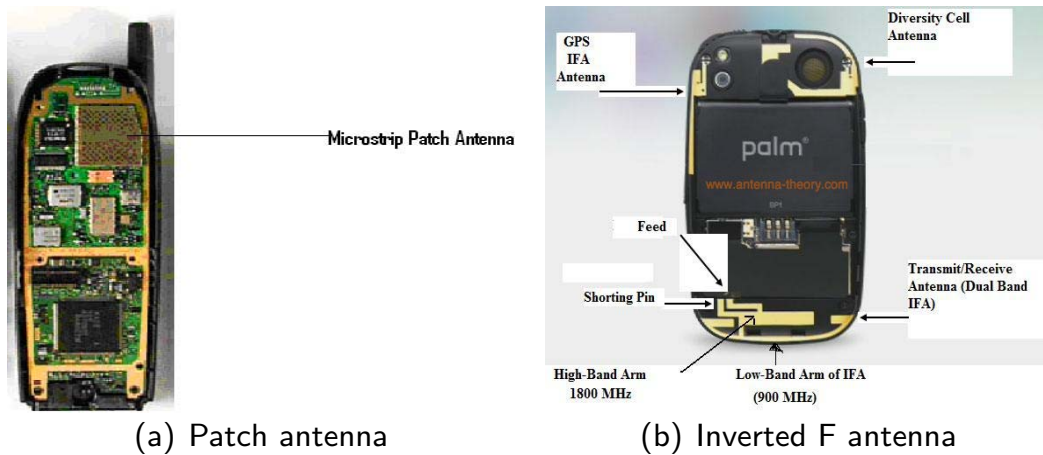 Microstrip Patch Antenna
(a) Patch antenna
GPS
IFA
Antenna
Diversity Cell
Antenna
palm®
www.antenna-theory.com
Feed
Shorting Pin
Transmit/Receive
Antenna (Dual Band
IFA)
High-Band Arm
1800 MHz
Low-Band Arm of IFA
(900 MHz)
(b) Inverted F antenna